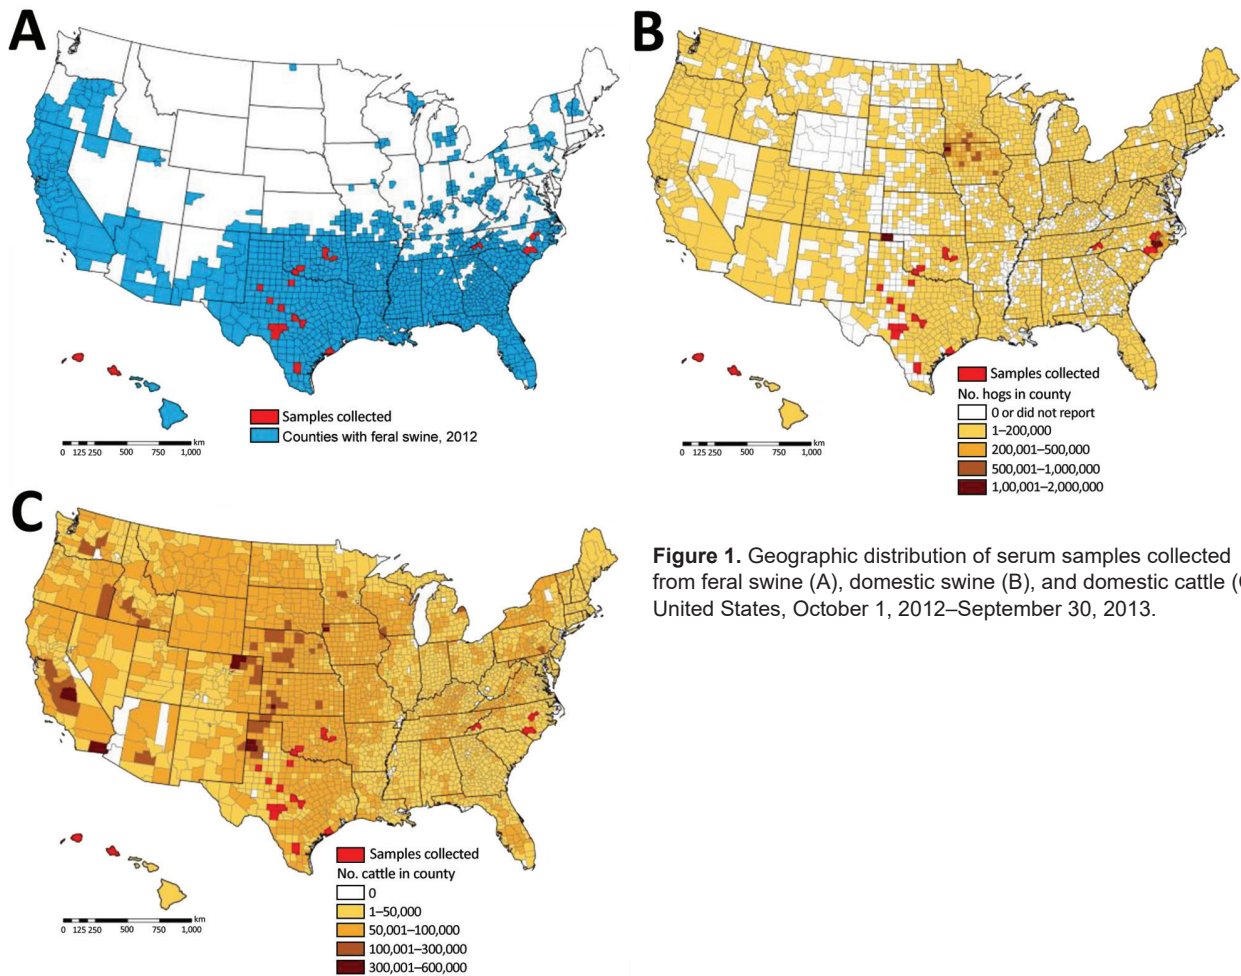 A
B
Samples collected
Counties with feral swine, 2012
km
0 125 250 500 750 1,000
Samples collected
No. hogs in county
0 or did not report
1–200,000
200,001–500,000
500,001–1,000,000
1,00,001–2,000,000
km
0 125 250 500 750 1,000
C
Samples collected
No. cattle in county
0
1–50,000
50,001–100,000
100,001–300,000
300,001–600,000
km
0 125 250 500 750 1,000
Figure 1. Geographic distribution of serum samples collected
from feral swine (A), domestic swine (B), and domestic cattle (
United States, October 1, 2012–September 30, 2013.